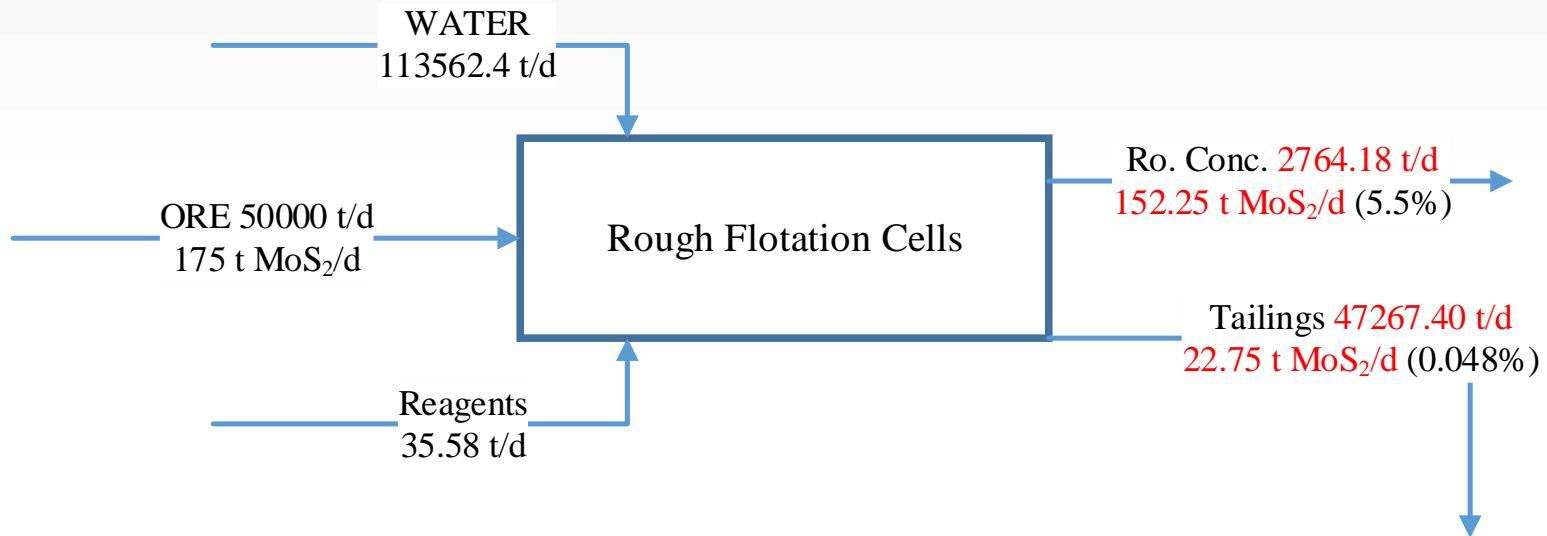 WATER
113562.4 t/d
ORE 50000 t/d
175 t MoS₂/d
Rough Flotation Cells
Reagents
35.58 t/d
Ro. Conc. 2764.18 t/d
152.25 t MoS₂/d (5.5%)
Tailings 47267.40 t/d
22.75 t MoS₂/d (0.048%)